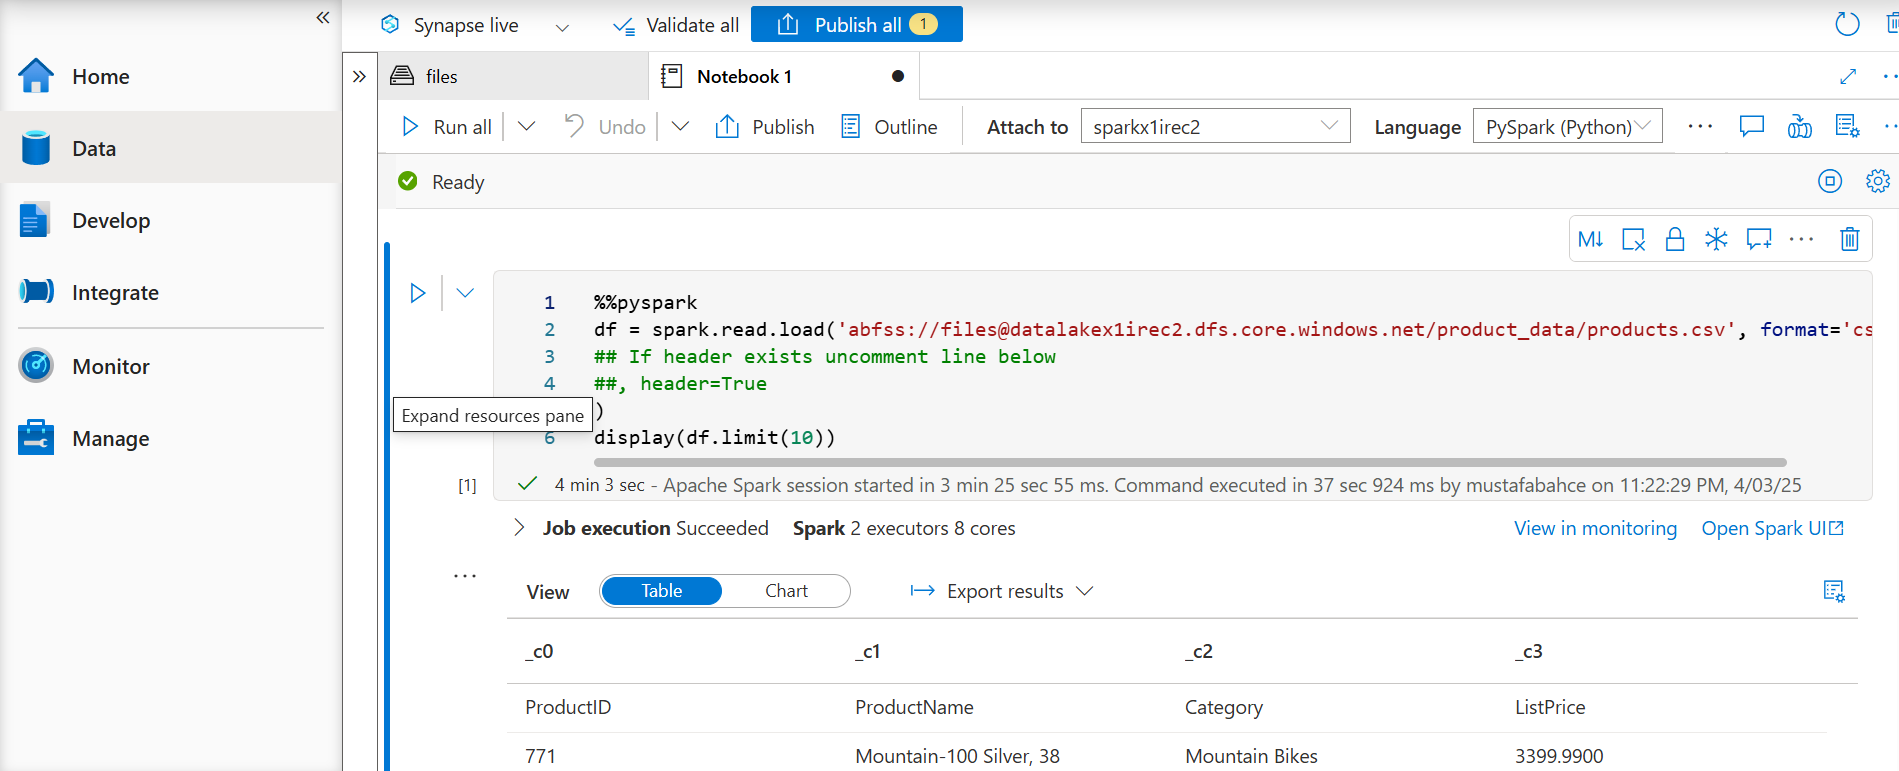 Synapse live
Validate all
Publish all 1
Home
Data
Develop
Integrate
Monitor
Manage
files
Notebook 1
Run all
Undo
Publish
Outline
Attach to
sparkx1irec2
Language
PySpark (Python)
Ready
M↓
1 %%pyspark
2 df = spark.read.load('abfss://files@datalakex1irec2.dfs.core.windows.net/product_data/products.csv', format='cs
3 ## If header exists uncomment line below
4 ##, header=True
Expand resources pane
)
6 display(df.limit(10))
[1] 4 min 3 sec - Apache Spark session started in 3 min 25 sec 55 ms. Command executed in 37 sec 924 ms by mustafabahce on 11:22:29 PM, 4/03/25
Job execution Succeeded Spark 2 executors 8 cores
View in monitoring
Open Spark UI
View
Table
Chart
Export results
_c0 _c1 _c2 _c3
ProductID ProductName Category ListPrice
771 Mountain-100 Silver, 38 Mountain Bikes 3399.9900